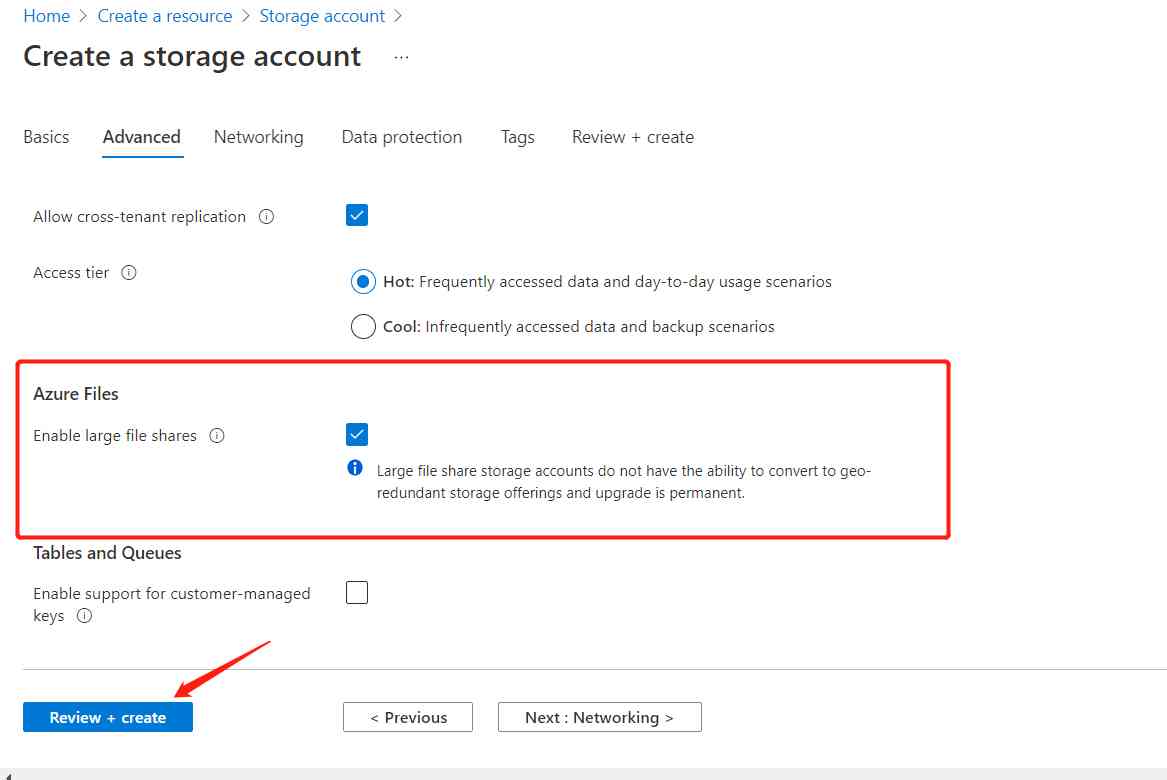 Home > Create a resource > Storage account >
Create a storage account ...
Basics Advanced Networking Data protection Tags Review + create
Allow cross-tenant replication
Access tier
Hot: Frequently accessed data and day-to-day usage scenarios
Cool: Infrequently accessed data and backup scenarios
Azure Files
Enable large file shares
Large file share storage accounts do not have the ability to convert to geo-
redundant storage offerings and upgrade is permanent.
Tables and Queues
Enable support for customer-managed
keys
Review + create < Previous Next : Networking >